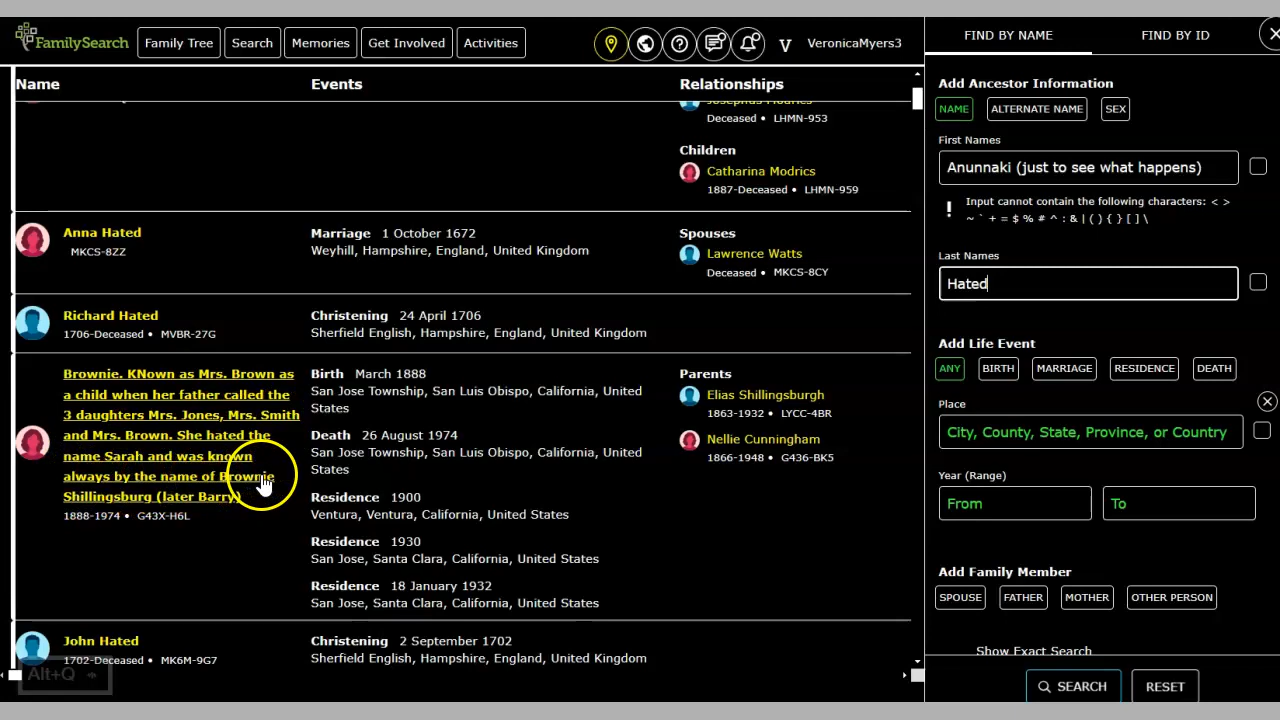 FamilySearch
Family Tree
Search
Memories
Get Involved
Activities
V
VeronicaMyers3
Name
Events
Relationships
Deceased • LHMN-953
Children
Catharina Modrics
1887-Deceased • LHMN-959
Anna Hated
MKCS-8ZZ
Marriage 1 October 1672
Weyhill, Hampshire, England, United Kingdom
Spouses
Lawrence Watts
Deceased • MKCS-8CY
Richard Hated
1706-Deceased • MVBR-27G
Christening 24 April 1706
Sherfield English, Hampshire, England, United Kingdom
Brownie. KNown as Mrs. Brown as
a child when her father called the
3 daughters Mrs. Jones, Mrs. Smith
and Mrs. Brown. She hated the
name Sarah and was known
always by the name of Brownie
Shillingsburg (later Barry)
1888-1974 • G43X-H6L
Birth March 1888
San Jose Township, San Luis Obispo, California, United
States
Death 26 August 1974
San Jose Township, San Luis Obispo, California, United
States
Residence 1900
Ventura, Ventura, California, United States
Residence 1930
San Jose, Santa Clara, California, United States
Residence 18 January 1932
San Jose, Santa Clara, California, United States
Parents
Elias Shillingsburgh
1863-1932 • LYCC-4BR
Nellie Cunningham
1866-1948 • G436-BK5
John Hated
1702-Deceased • MK6M-9G7
Christening 2 September 1702
Sherfield English, Hampshire, England, United Kingdom
Alt+Q
FIND BY NAME
FIND BY ID
Add Ancestor Information
NAME
ALTERNATE NAME
SEX
First Names
Anunnaki (just to see what happens)
! Input cannot contain the following characters: < >
~ ` + = $ % # ^ : & | ( ) { } [ ] \
Last Names
Hated
Add Life Event
ANY
BIRTH
MARRIAGE
RESIDENCE
DEATH
Place
City, County, State, Province, or Country
Year (Range)
From
To
Add Family Member
SPOUSE
FATHER
MOTHER
OTHER PERSON
Show Exact Search
SEARCH
RESET